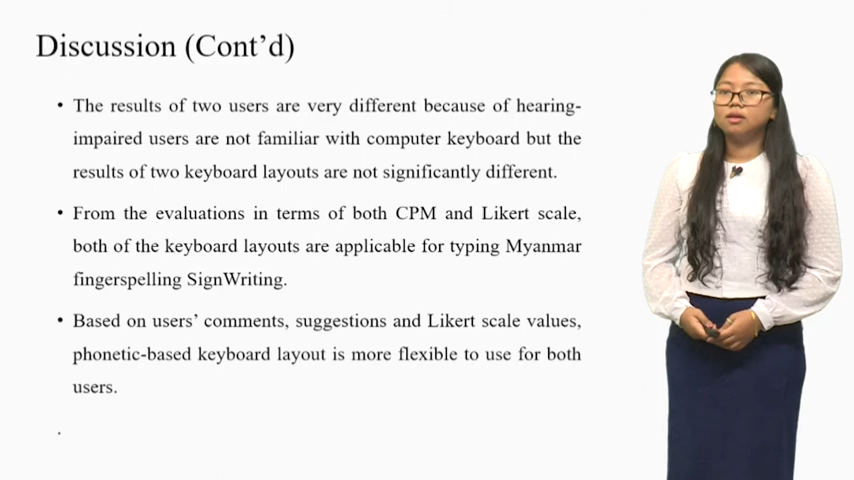 Discussion (Cont’d)
• The results of two users are very different because of hearing-
impaired users are not familiar with computer keyboard but the
results of two keyboard layouts are not significantly different.
• From the evaluations in terms of both CPM and Likert scale,
both of the keyboard layouts are applicable for typing Myanmar
fingerspelling SignWriting.
• Based on users’ comments, suggestions and Likert scale values,
phonetic-based keyboard layout is more flexible to use for both
users.
.